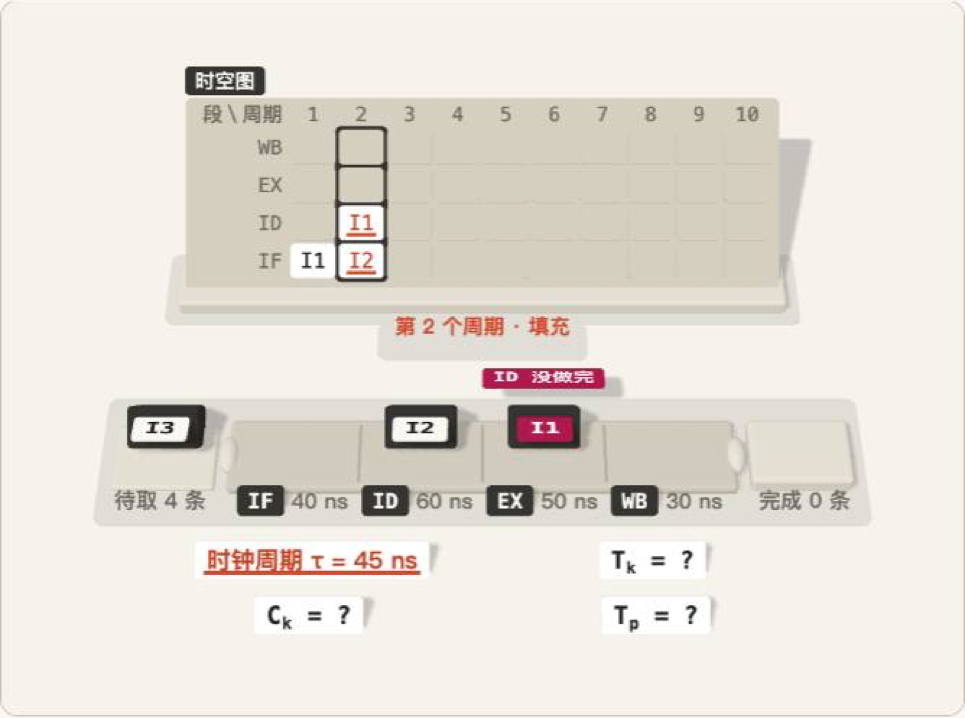 时空图
段\周期 1 2 3 4 5 6 7 8 9 10
WB
EX
ID I1
IF I1 I2
第 2 个周期 · 填充
ID 没做完
I3 I2 I1
待取 4 条 IF 40 ns ID 60 ns EX 50 ns WB 30 ns 完成 0 条
时钟周期 τ = 45 ns Tk = ?
Ck = ? Tp = ?